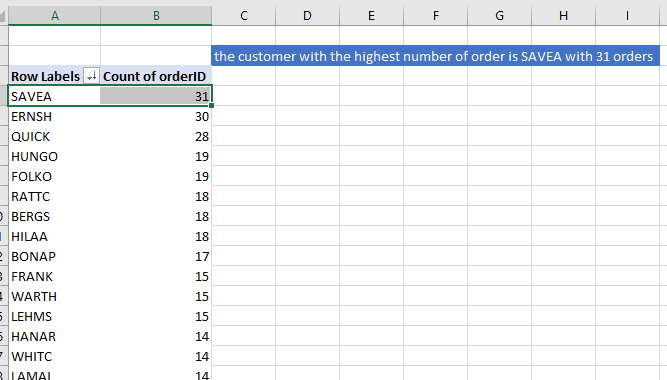 A B C D E F G H I
the customer with the highest number of order is SAVEA with 31 orders
Row Labels Count of orderID
SAVEA 31
ERNSH 30
QUICK 28
HUNGO 19
FOLKO 19
RATTC 18
BERGS 18
HILAA 18
BONAP 17
FRANK 15
WARTH 15
LEHMS 15
HANAR 14
WHITC 14
LAMAI 14